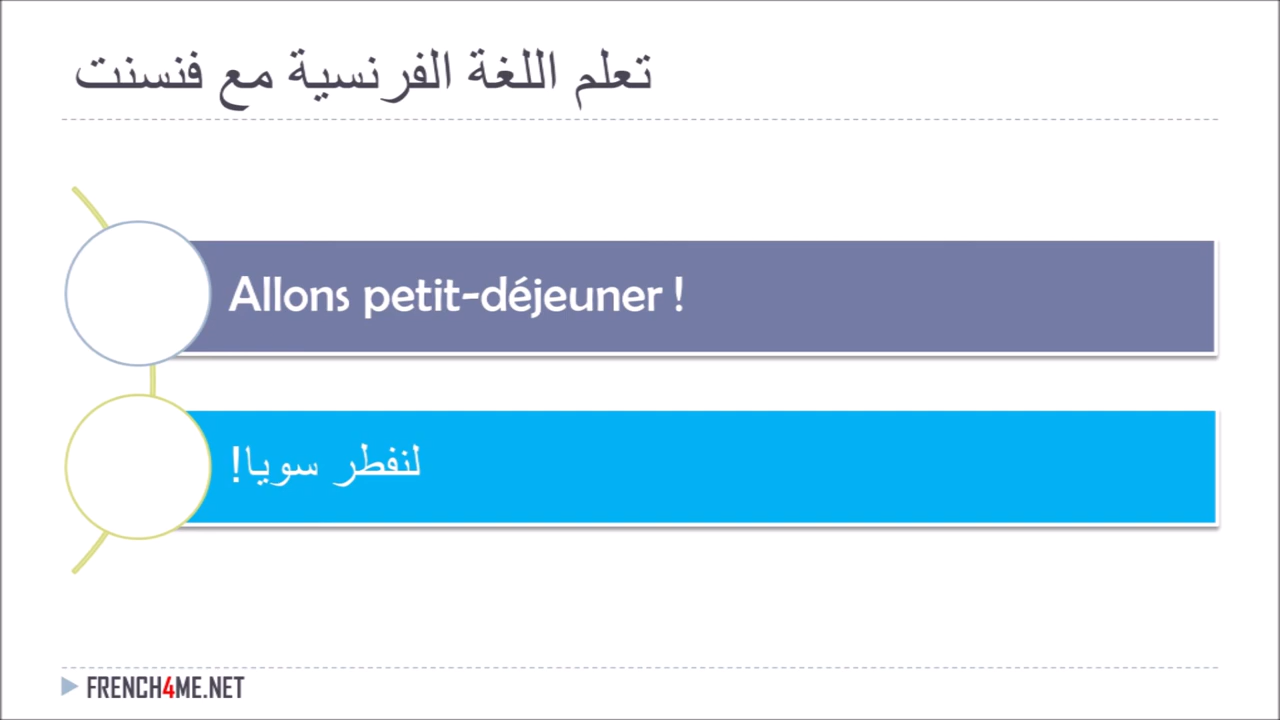 تعلم اللغة الفرنسية مع فنسنت
Allons petit-déjeuner !
لنفطر سويا!
FRENCH4ME.NET